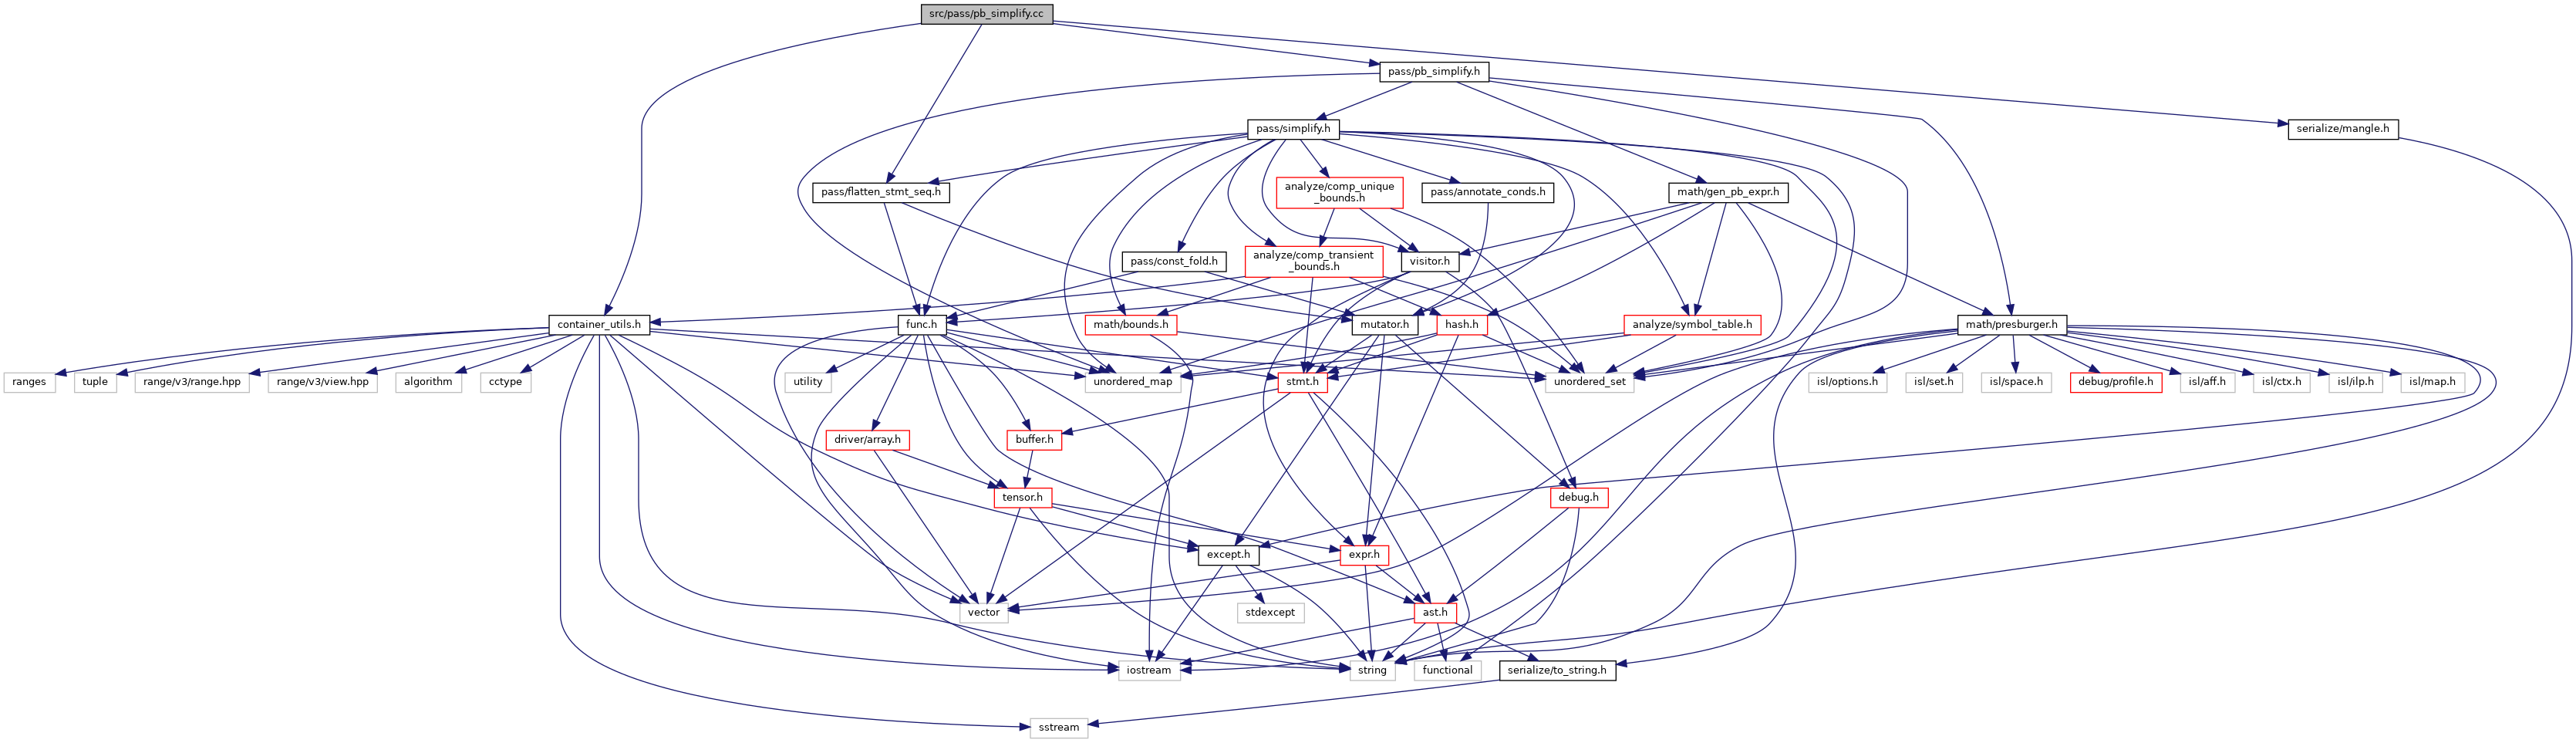 src/pass/pb_simplify.cc
pass/pb_simplify.h
pass/simplify.h
serialize/mangle.h
pass/flatten_stmt_seq.h
analyze/comp_unique
_bounds.h
pass/annotate_conds.h
math/gen_pb_expr.h
pass/const_fold.h
analyze/comp_transient
_bounds.h
visitor.h
container_utils.h
func.h
math/bounds.h
mutator.h
hash.h
analyze/symbol_table.h
math/presburger.h
ranges
tuple
range/v3/range.hpp
range/v3/view.hpp
algorithm
cctype
utility
unordered_map
stmt.h
unordered_set
isl/options.h
isl/set.h
isl/space.h
debug/profile.h
isl/aff.h
isl/ctx.h
isl/ilp.h
isl/map.h
driver/array.h
buffer.h
tensor.h
debug.h
except.h
expr.h
vector
stdexcept
ast.h
iostream
string
functional
serialize/to_string.h
sstream